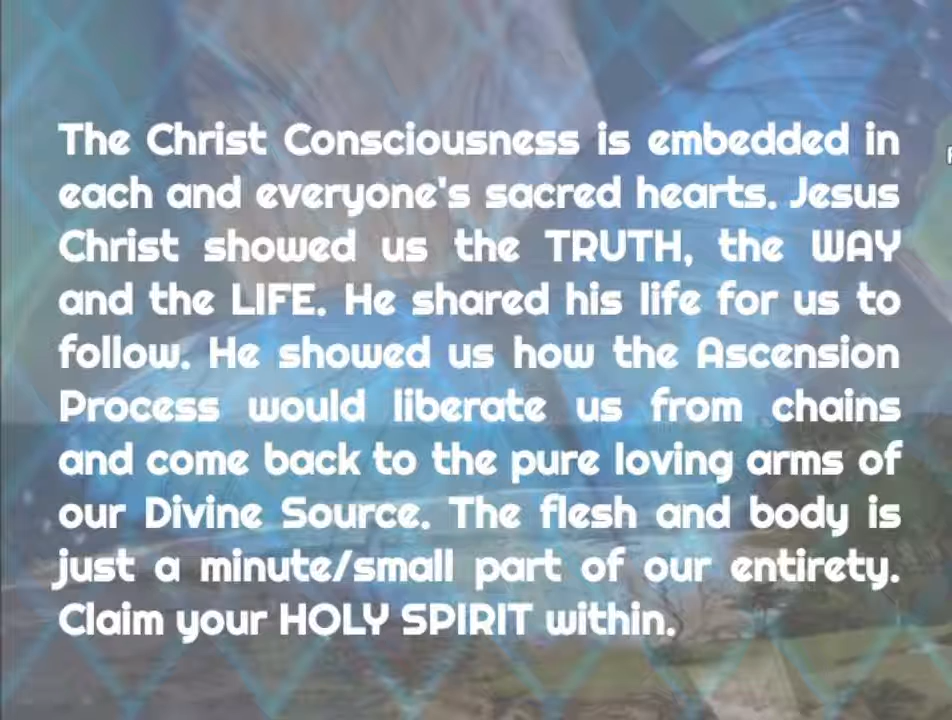 The Christ Consciousness is embedded in
each and everyone's sacred hearts. Jesus
Christ showed us the TRUTH, the WAY
and the LIFE. He shared his life for us to
follow. He showed us how the Ascension
Process would liberate us from chains
and come back to the pure loving arms of
our Divine Source. The flesh and body is
just a minute/small part of our entirety.
Claim your HOLY SPIRIT within.